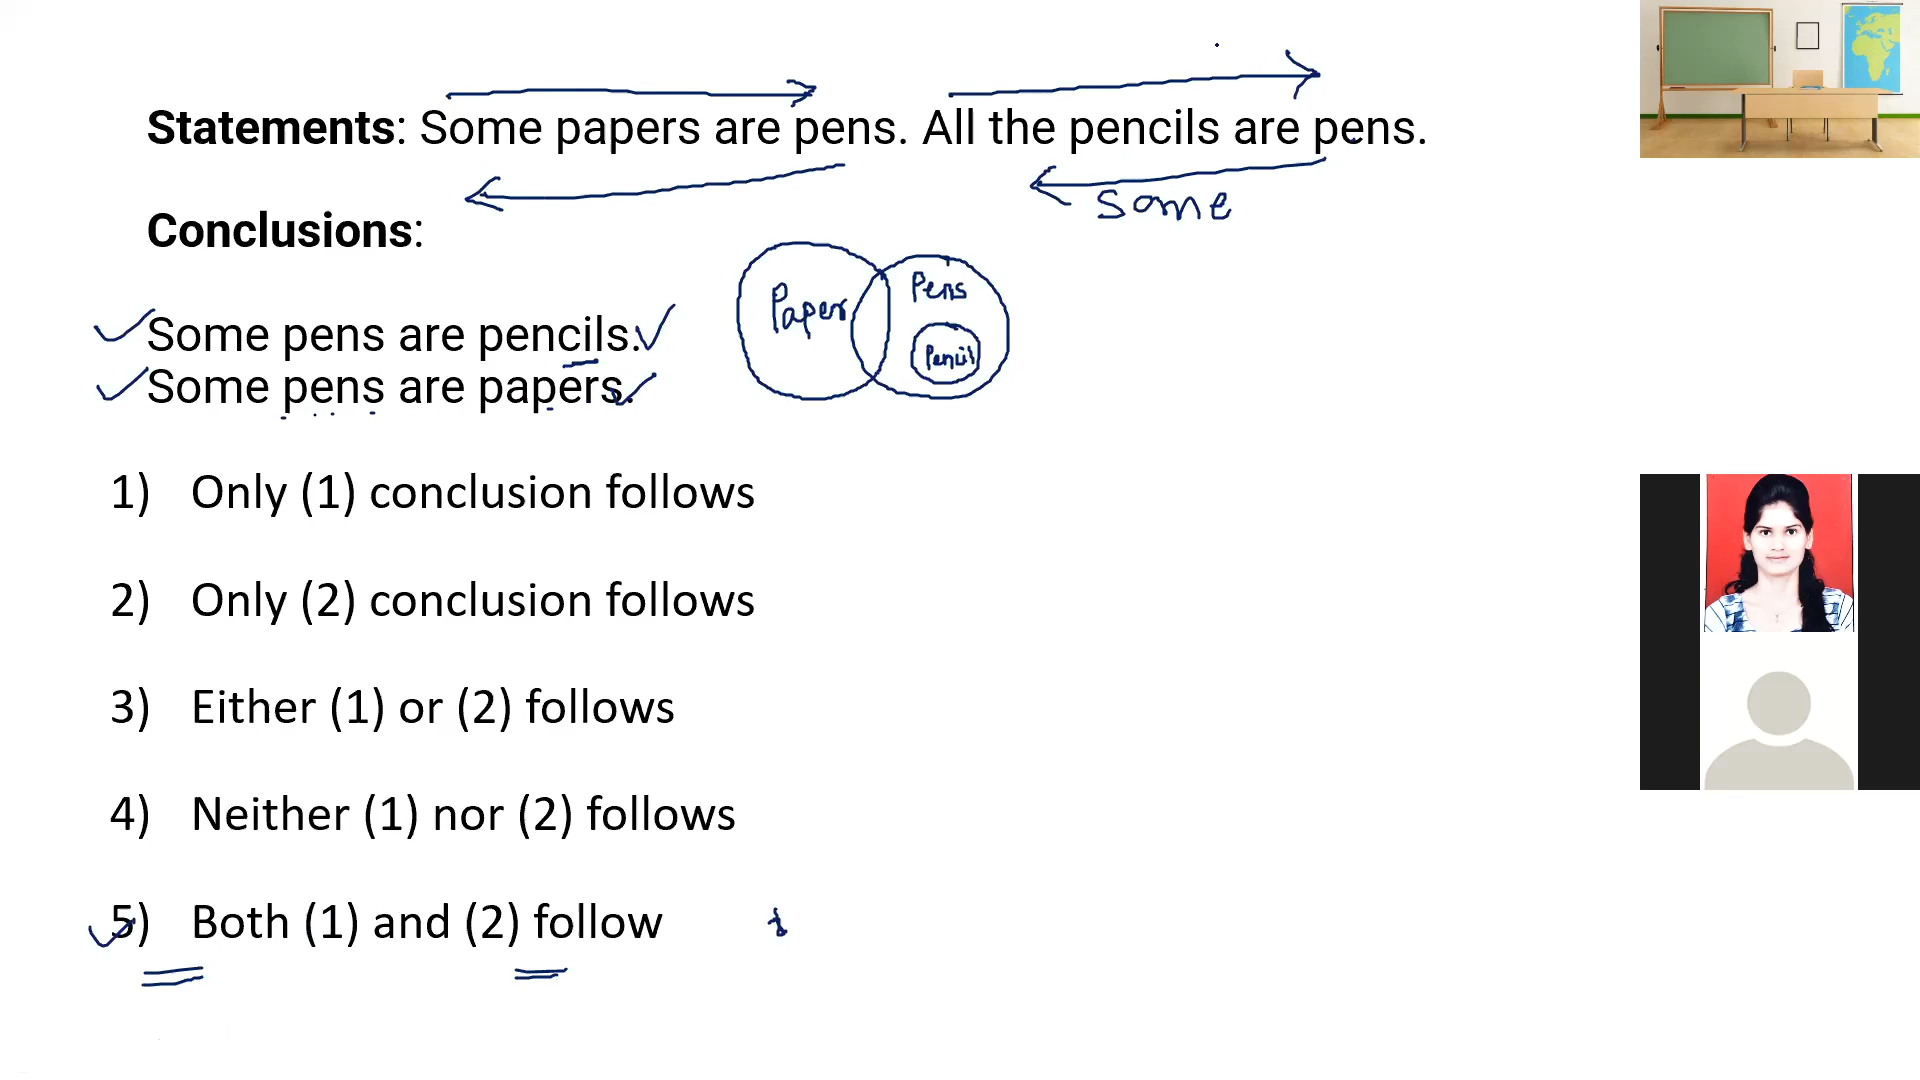 Statements: Some papers are pens. All the pencils are pens.
Some
Conclusions:
Some pens are pencils.
Some pens are papers.
Paper
Pens
Pencil
1) Only (1) conclusion follows
2) Only (2) conclusion follows
3) Either (1) or (2) follows
4) Neither (1) nor (2) follows
5) Both (1) and (2) follow